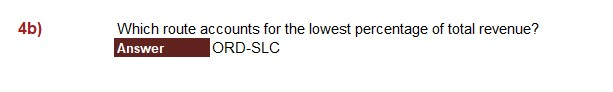 4b) Which route accounts for the lowest percentage of total revenue?
Answer ORD-SLC